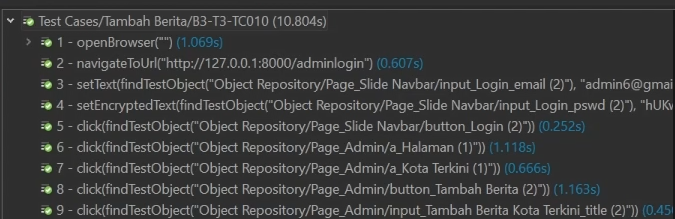 Test Cases/Tambah Berita/B3-T3-TC010 (10.804s)
1 - openBrowser("") (1.069s)
2 - navigateToUrl("http://127.0.0.1:8000/adminlogin") (0.607s)
3 - setText(findTestObject("Object Repository/Page_Slide Navbar/input_Login_email (2)"), "admin6@gmai
4 - setEncryptedText(findTestObject("Object Repository/Page_Slide Navbar/input_Login_pswd (2)"), "hUKw
5 - click(findTestObject("Object Repository/Page_Slide Navbar/button_Login (2)")) (0.252s)
6 - click(findTestObject("Object Repository/Page_Admin/a_Halaman (1)")) (1.118s)
7 - click(findTestObject("Object Repository/Page_Admin/a_Kota Terkini (1)")) (0.666s)
8 - click(findTestObject("Object Repository/Page_Admin/button_Tambah Berita (2)")) (1.163s)
9 - click(findTestObject("Object Repository/Page_Admin/input_Tambah Berita Kota Terkini_title (2)")) (0.45